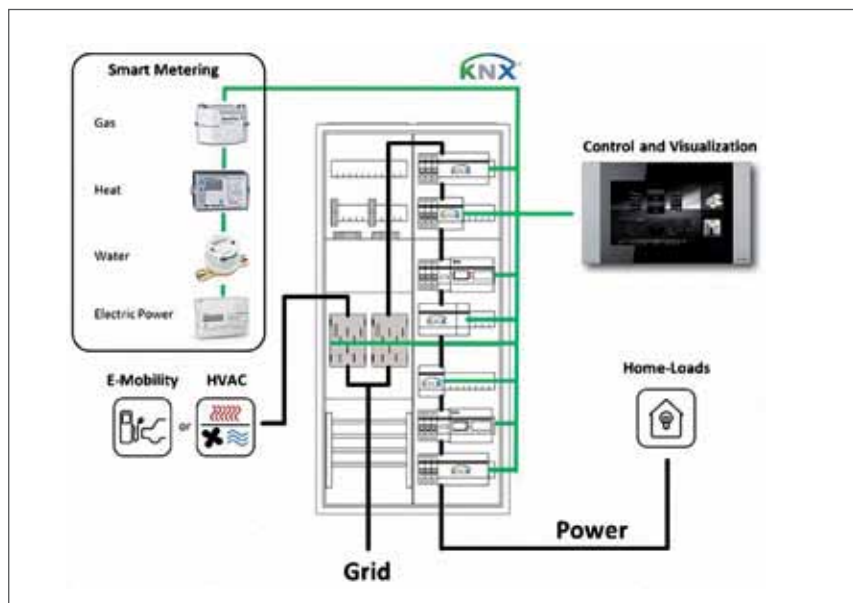 Smart Metering
KNX
Gas
Control and Visualization
Heat
Water
Electric Power
E-Mobility
or
HVAC
Home-Loads
Power
Grid